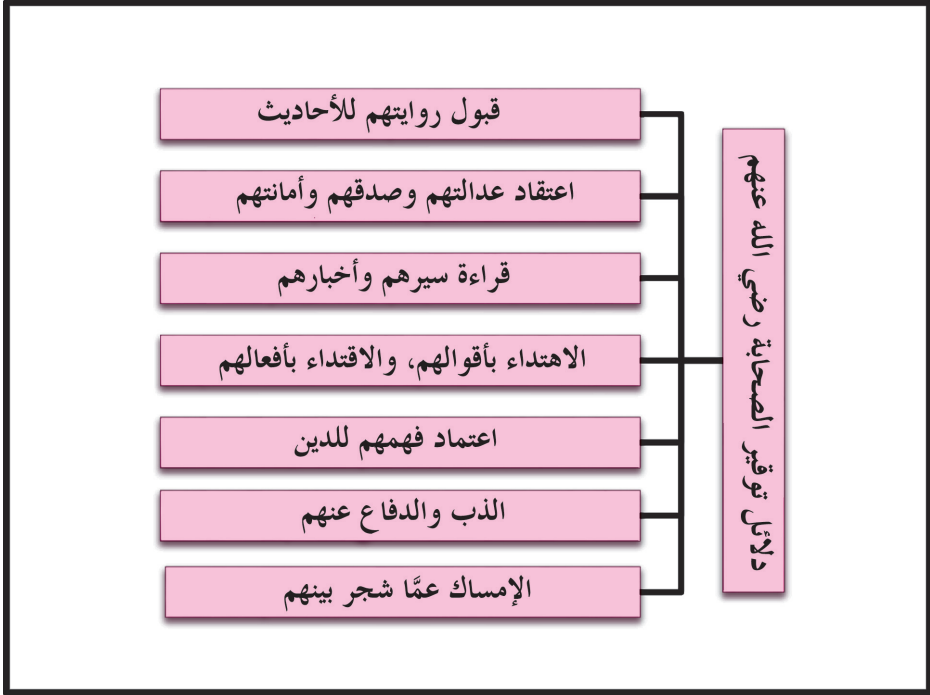 دلائل توقير الصحابة رضي الله عنهم
قبول روايتهم للأحاديث
اعتقاد عدالتهم وصدقهم وأمانتهم
قراءة سيرهم وأخبارهم
الاهتداء بأقوالهم، والاقتداء بأفعالهم
اعتماد فهمهم للدين
الذب والدفاع عنهم
الإمساك عمَّا شجر بينهم